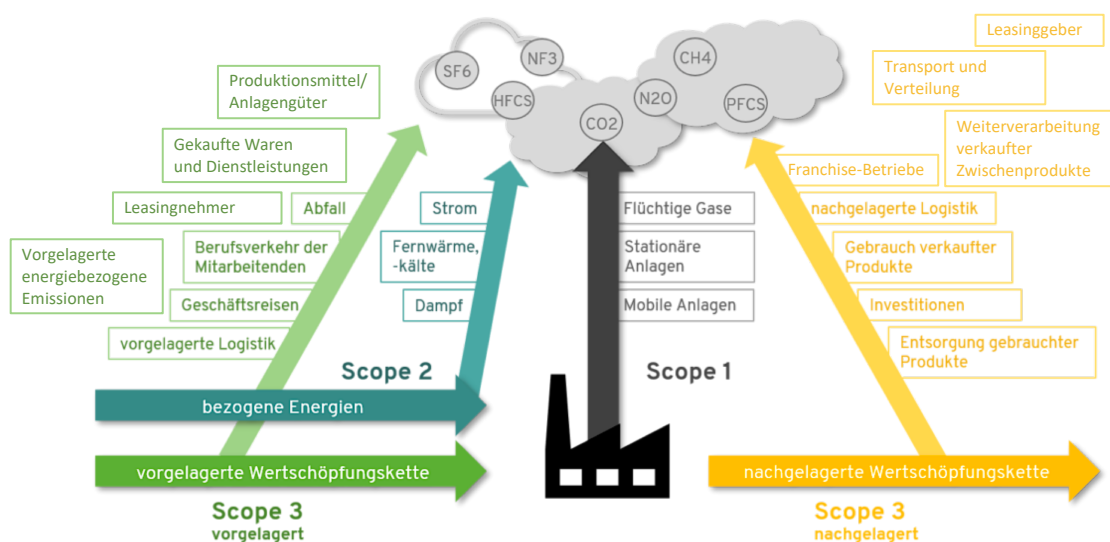 SF6
NF3
HFCS
CO2
N2O
CH4
PFCS
Produktionsmittel/
Anlagengüter
Gekaufte Waren
und Dienstleistungen
Leasingnehmer
Abfall
Vorgelagerte
energiebezogene
Emissionen
Berufsverkehr der
Mitarbeitenden
Geschäftsreisen
vorgelagerte Logistik
Strom
Fernwärme,
-kälte
Dampf
Scope 2
bezogene Energien
vorgelagerte Wertschöpfungskette
Scope 3
vorgelagert
Flüchtige Gase
Stationäre
Anlagen
Mobile Anlagen
Scope 1
Leasinggeber
Transport und
Verteilung
Weiterverarbeitung
verkaufter
Zwischenprodukte
Franchise-Betriebe
nachgelagerte Logistik
Gebrauch verkaufter
Produkte
Investitionen
Entsorgung gebrauchter
Produkte
nachgelagerte Wertschöpfungskette
Scope 3
nachgelagert